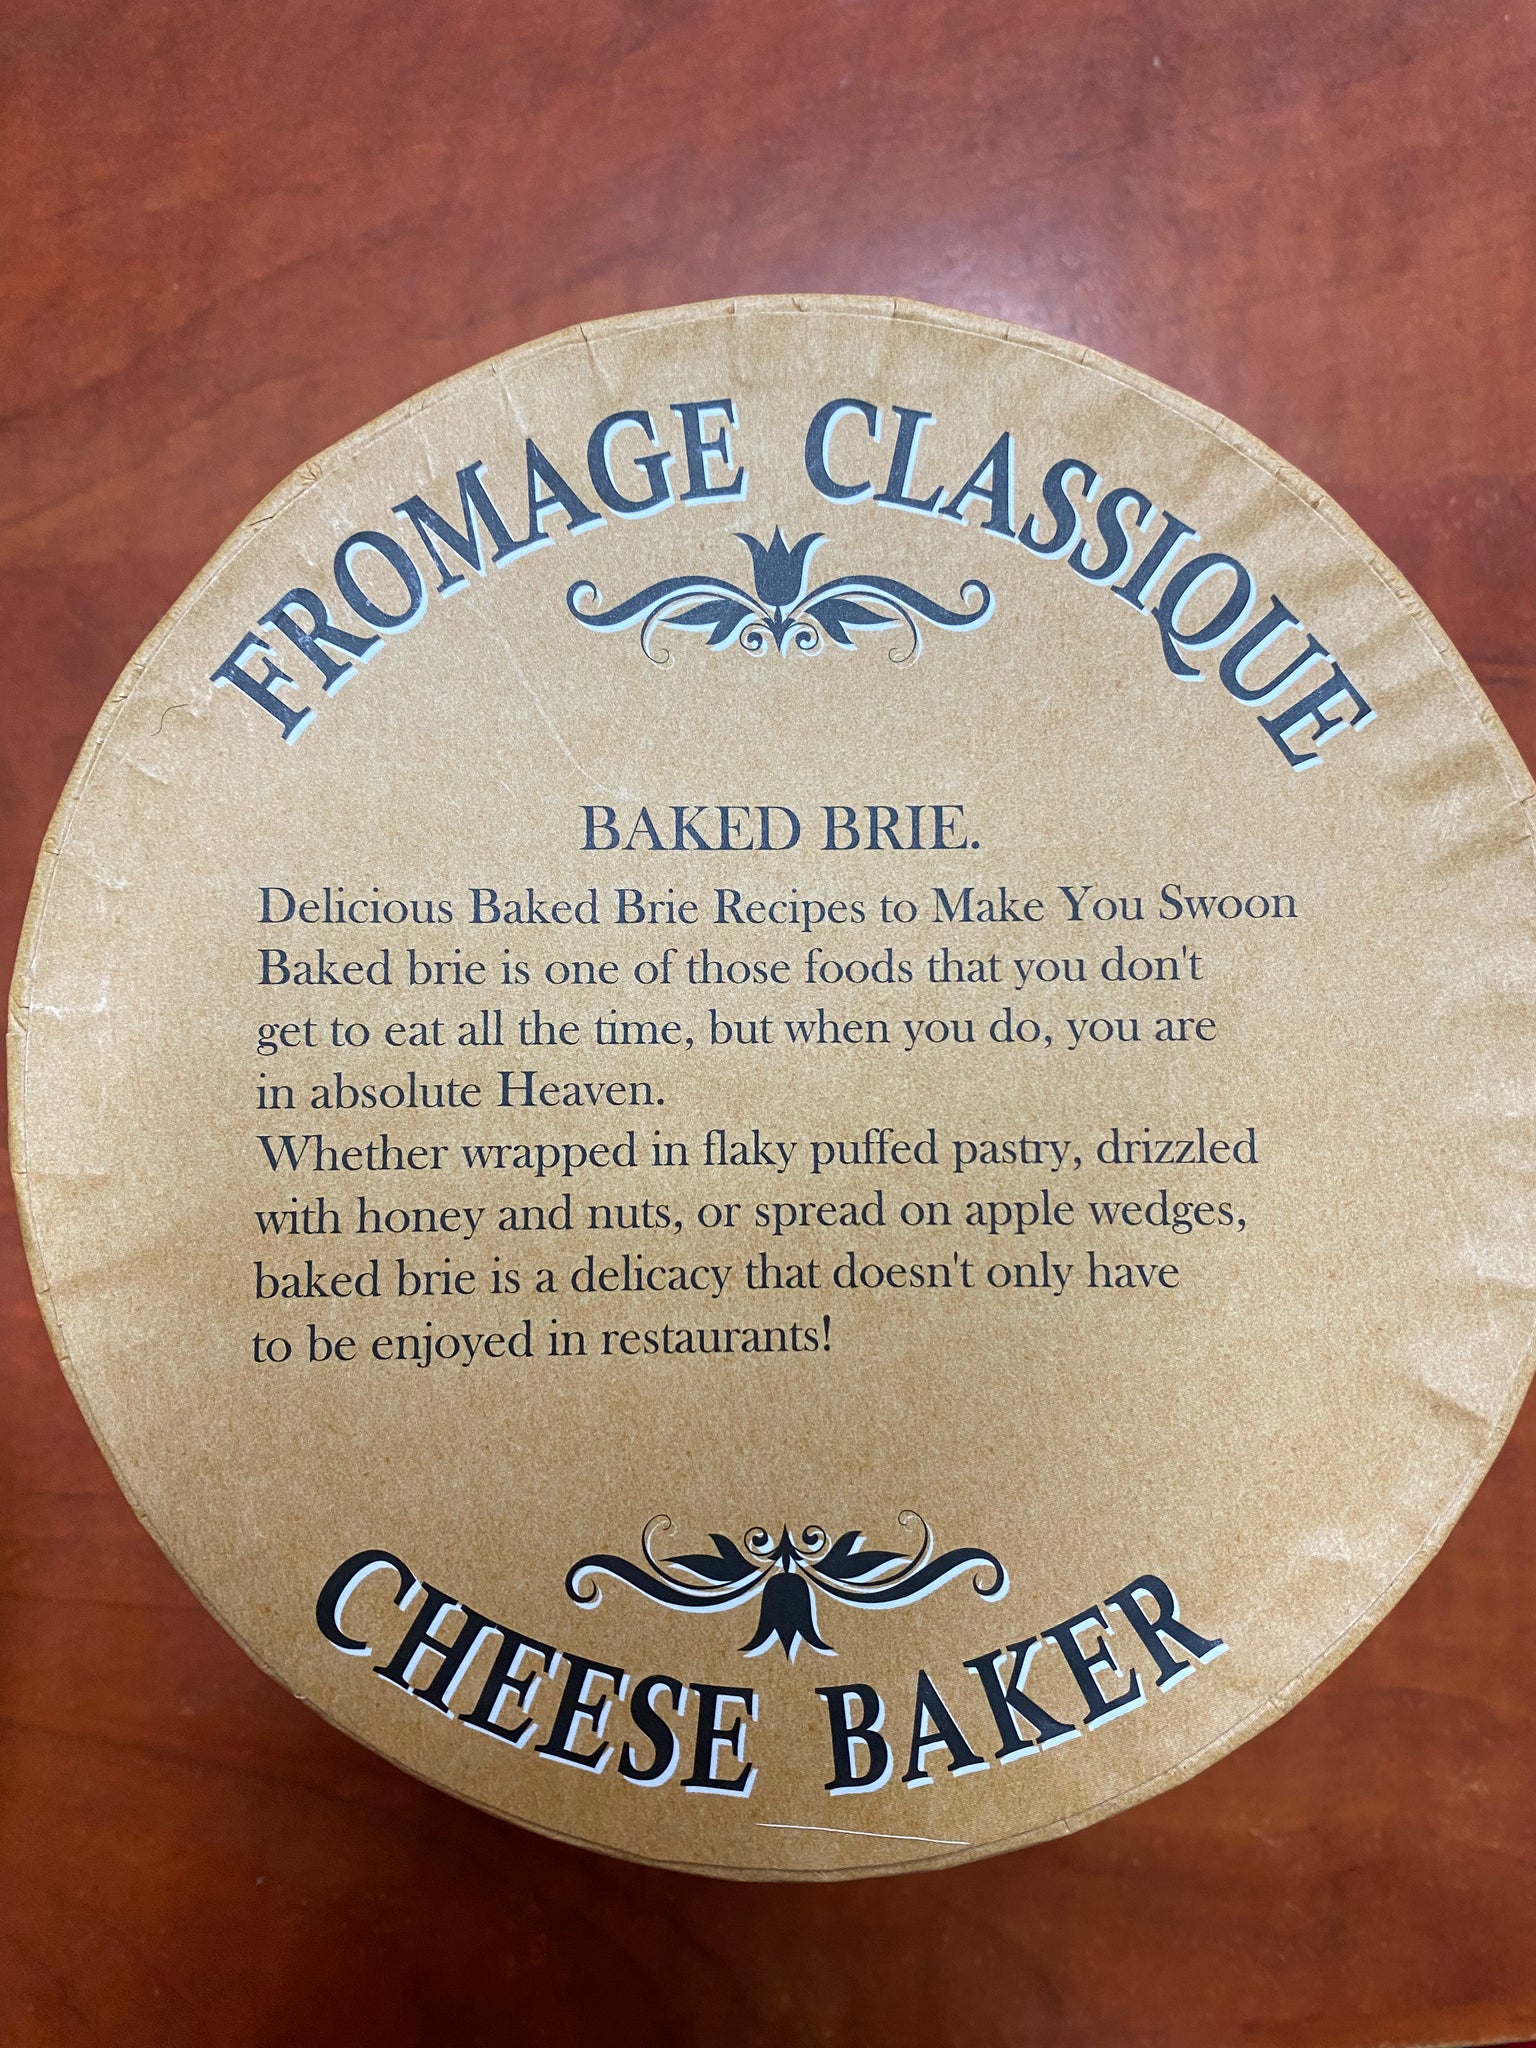 FROMAGE CLASSIQUE
BAKED BRIE.
Delicious Baked Brie Recipes to Make You Swoon
Baked brie is one of those foods that you don't
get to eat all the time, but when you do, you are
in absolute Heaven.
Whether wrapped in flaky puffed pastry, drizzled
with honey and nuts, or spread on apple wedges,
baked brie is a delicacy that doesn't only have
to be enjoyed in restaurants!
CHEESE BAKER